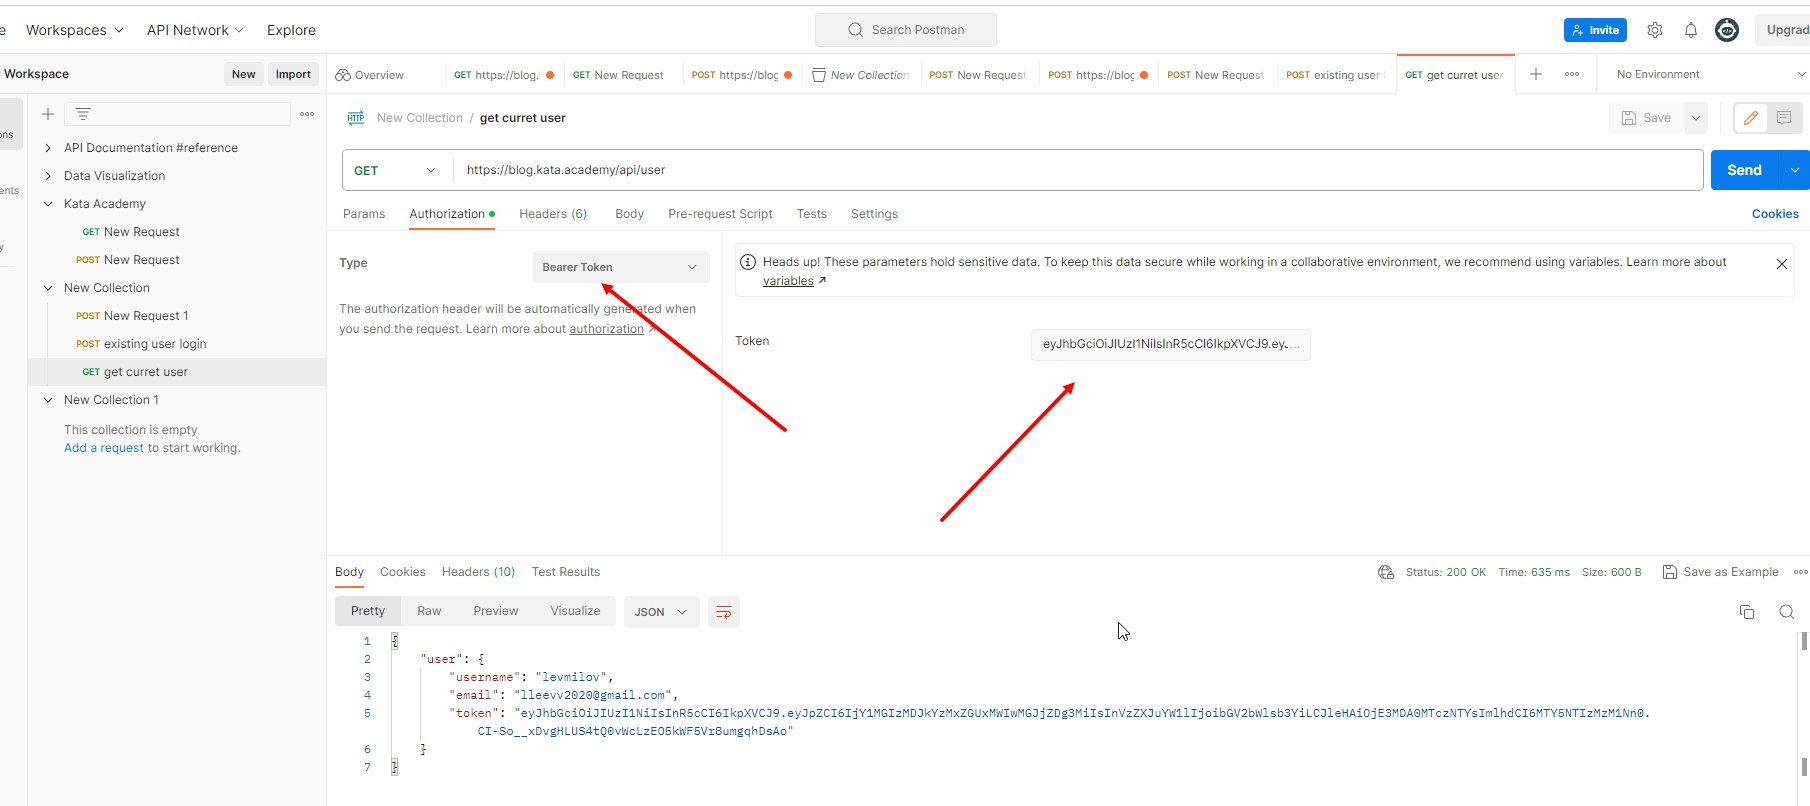 e Workspaces API Network Explore Search Postman Invite Upgrad
Workspace New Import
Overview GET https://blog. GET New Request POST https://blog New Collection POST New Request POST https://blog POST New Request POST existing user GET get curret user No Environment
ons
ents
y
API Documentation #reference
Data Visualization
Kata Academy
GET New Request
POST New Request
New Collection
POST New Request 1
POST existing user login
GET get curret user
New Collection 1
This collection is empty
Add a request to start working.
HTTP New Collection / get curret user Save
GET https://blog.kata.academy/api/user Send
Params Authorization Headers (6) Body Pre-request Script Tests Settings Cookies
Type Bearer Token
The authorization header will be automatically generated when
you send the request. Learn more about authorization
Heads up! These parameters hold sensitive data. To keep this data secure while working in a collaborative environment, we recommend using variables. Learn more about
variables
Token eyJhbGciOiJIUzI1NiIsInR5cCI6IkpXVCJ9.ey...
Body Cookies Headers (10) Test Results Status: 200 OK Time: 635 ms Size: 600 B Save as Example
Pretty Raw Preview Visualize JSON
1 {
2 "user": {
3 "username": "levmilov",
4 "email": "lleevv2020@gmail.com",
5 "token": "eyJhbGciOiJIUzI1NiIsInR5cCI6IkpXVCJ9.eyJpZCI6IjY1MGIzMDJkYzMxZGUxMWIwMGJjZDg3MiIsInVzZXJuYW1lIjoibGV2bWlsb3YiLCJleHAiOjE3MDA0MTczNTYsImlhdCI6MTY5NTIzMzM1Nn0.
CI-So__xDvgHLUS4tQ0vWcLzEO5kWF5Vr8umgqhDsAo"
6 }
7 }